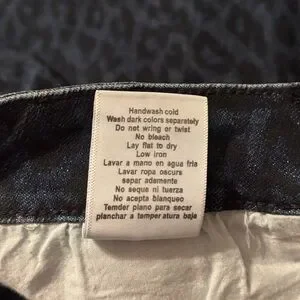 Handwash cold
Wash dark colors separately
Do not wring or twist
No bleach
Lay flat to dry
Low iron
Lavar a mano en agua fria
Lavar ropa oscura
separ adamente
No seque ni tuerza
No acepta blanqueo
Temder plano para secar
planchar a temper atura baja